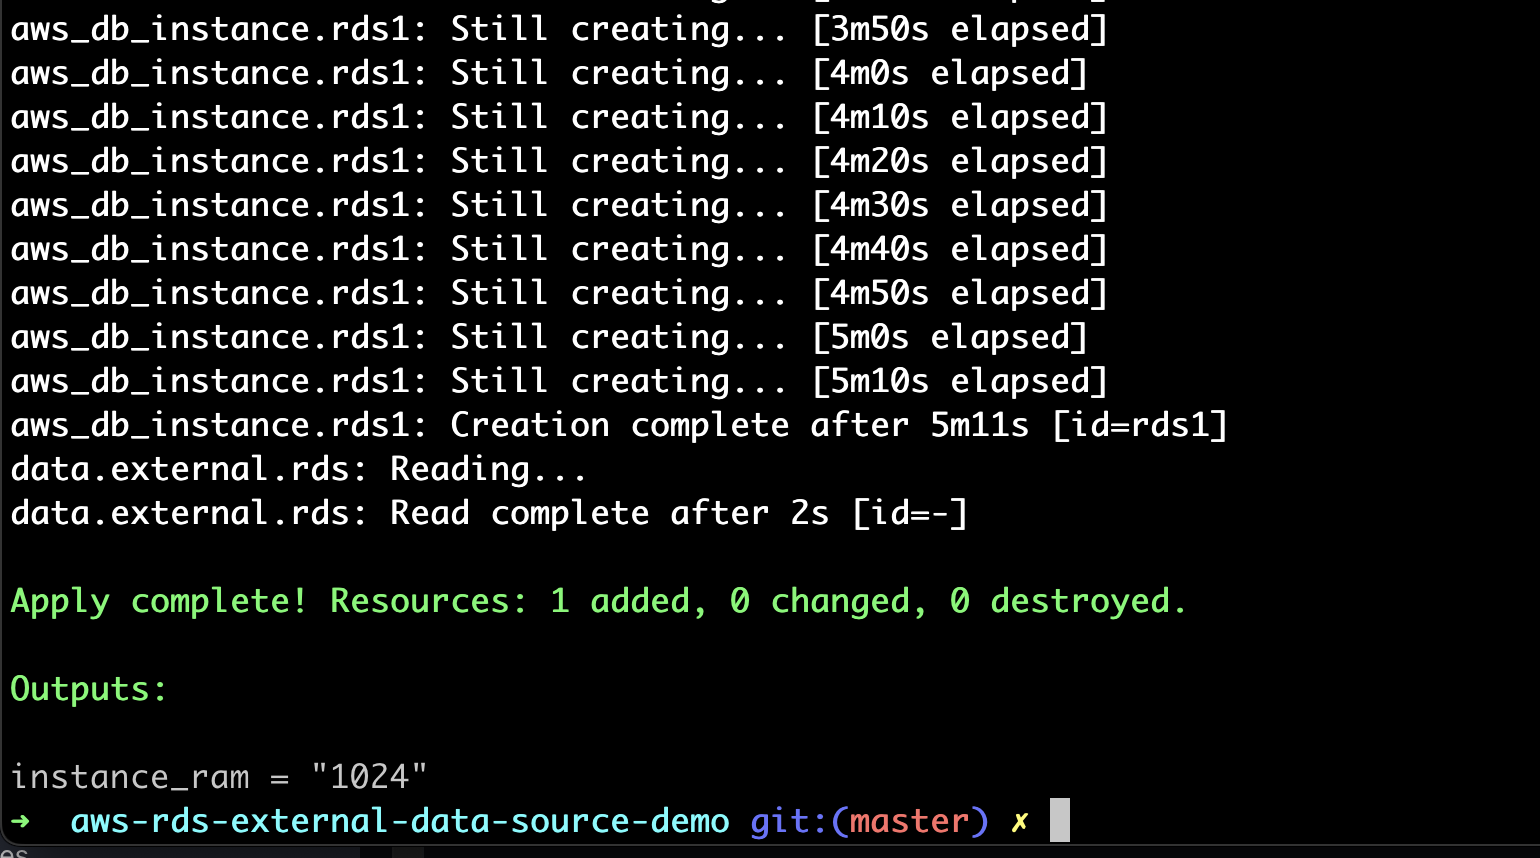 aws_db_instance.rds1: Still creating... [3m50s elapsed]
aws_db_instance.rds1: Still creating... [4m0s elapsed]
aws_db_instance.rds1: Still creating... [4m10s elapsed]
aws_db_instance.rds1: Still creating... [4m20s elapsed]
aws_db_instance.rds1: Still creating... [4m30s elapsed]
aws_db_instance.rds1: Still creating... [4m40s elapsed]
aws_db_instance.rds1: Still creating... [4m50s elapsed]
aws_db_instance.rds1: Still creating... [5m0s elapsed]
aws_db_instance.rds1: Still creating... [5m10s elapsed]
aws_db_instance.rds1: Creation complete after 5m11s [id=rds1]
data.external.rds: Reading...
data.external.rds: Read complete after 2s [id=-]
Apply complete! Resources: 1 added, 0 changed, 0 destroyed.
Outputs:
instance_ram = "1024"
➜ aws-rds-external-data-source-demo git:(master) ✗